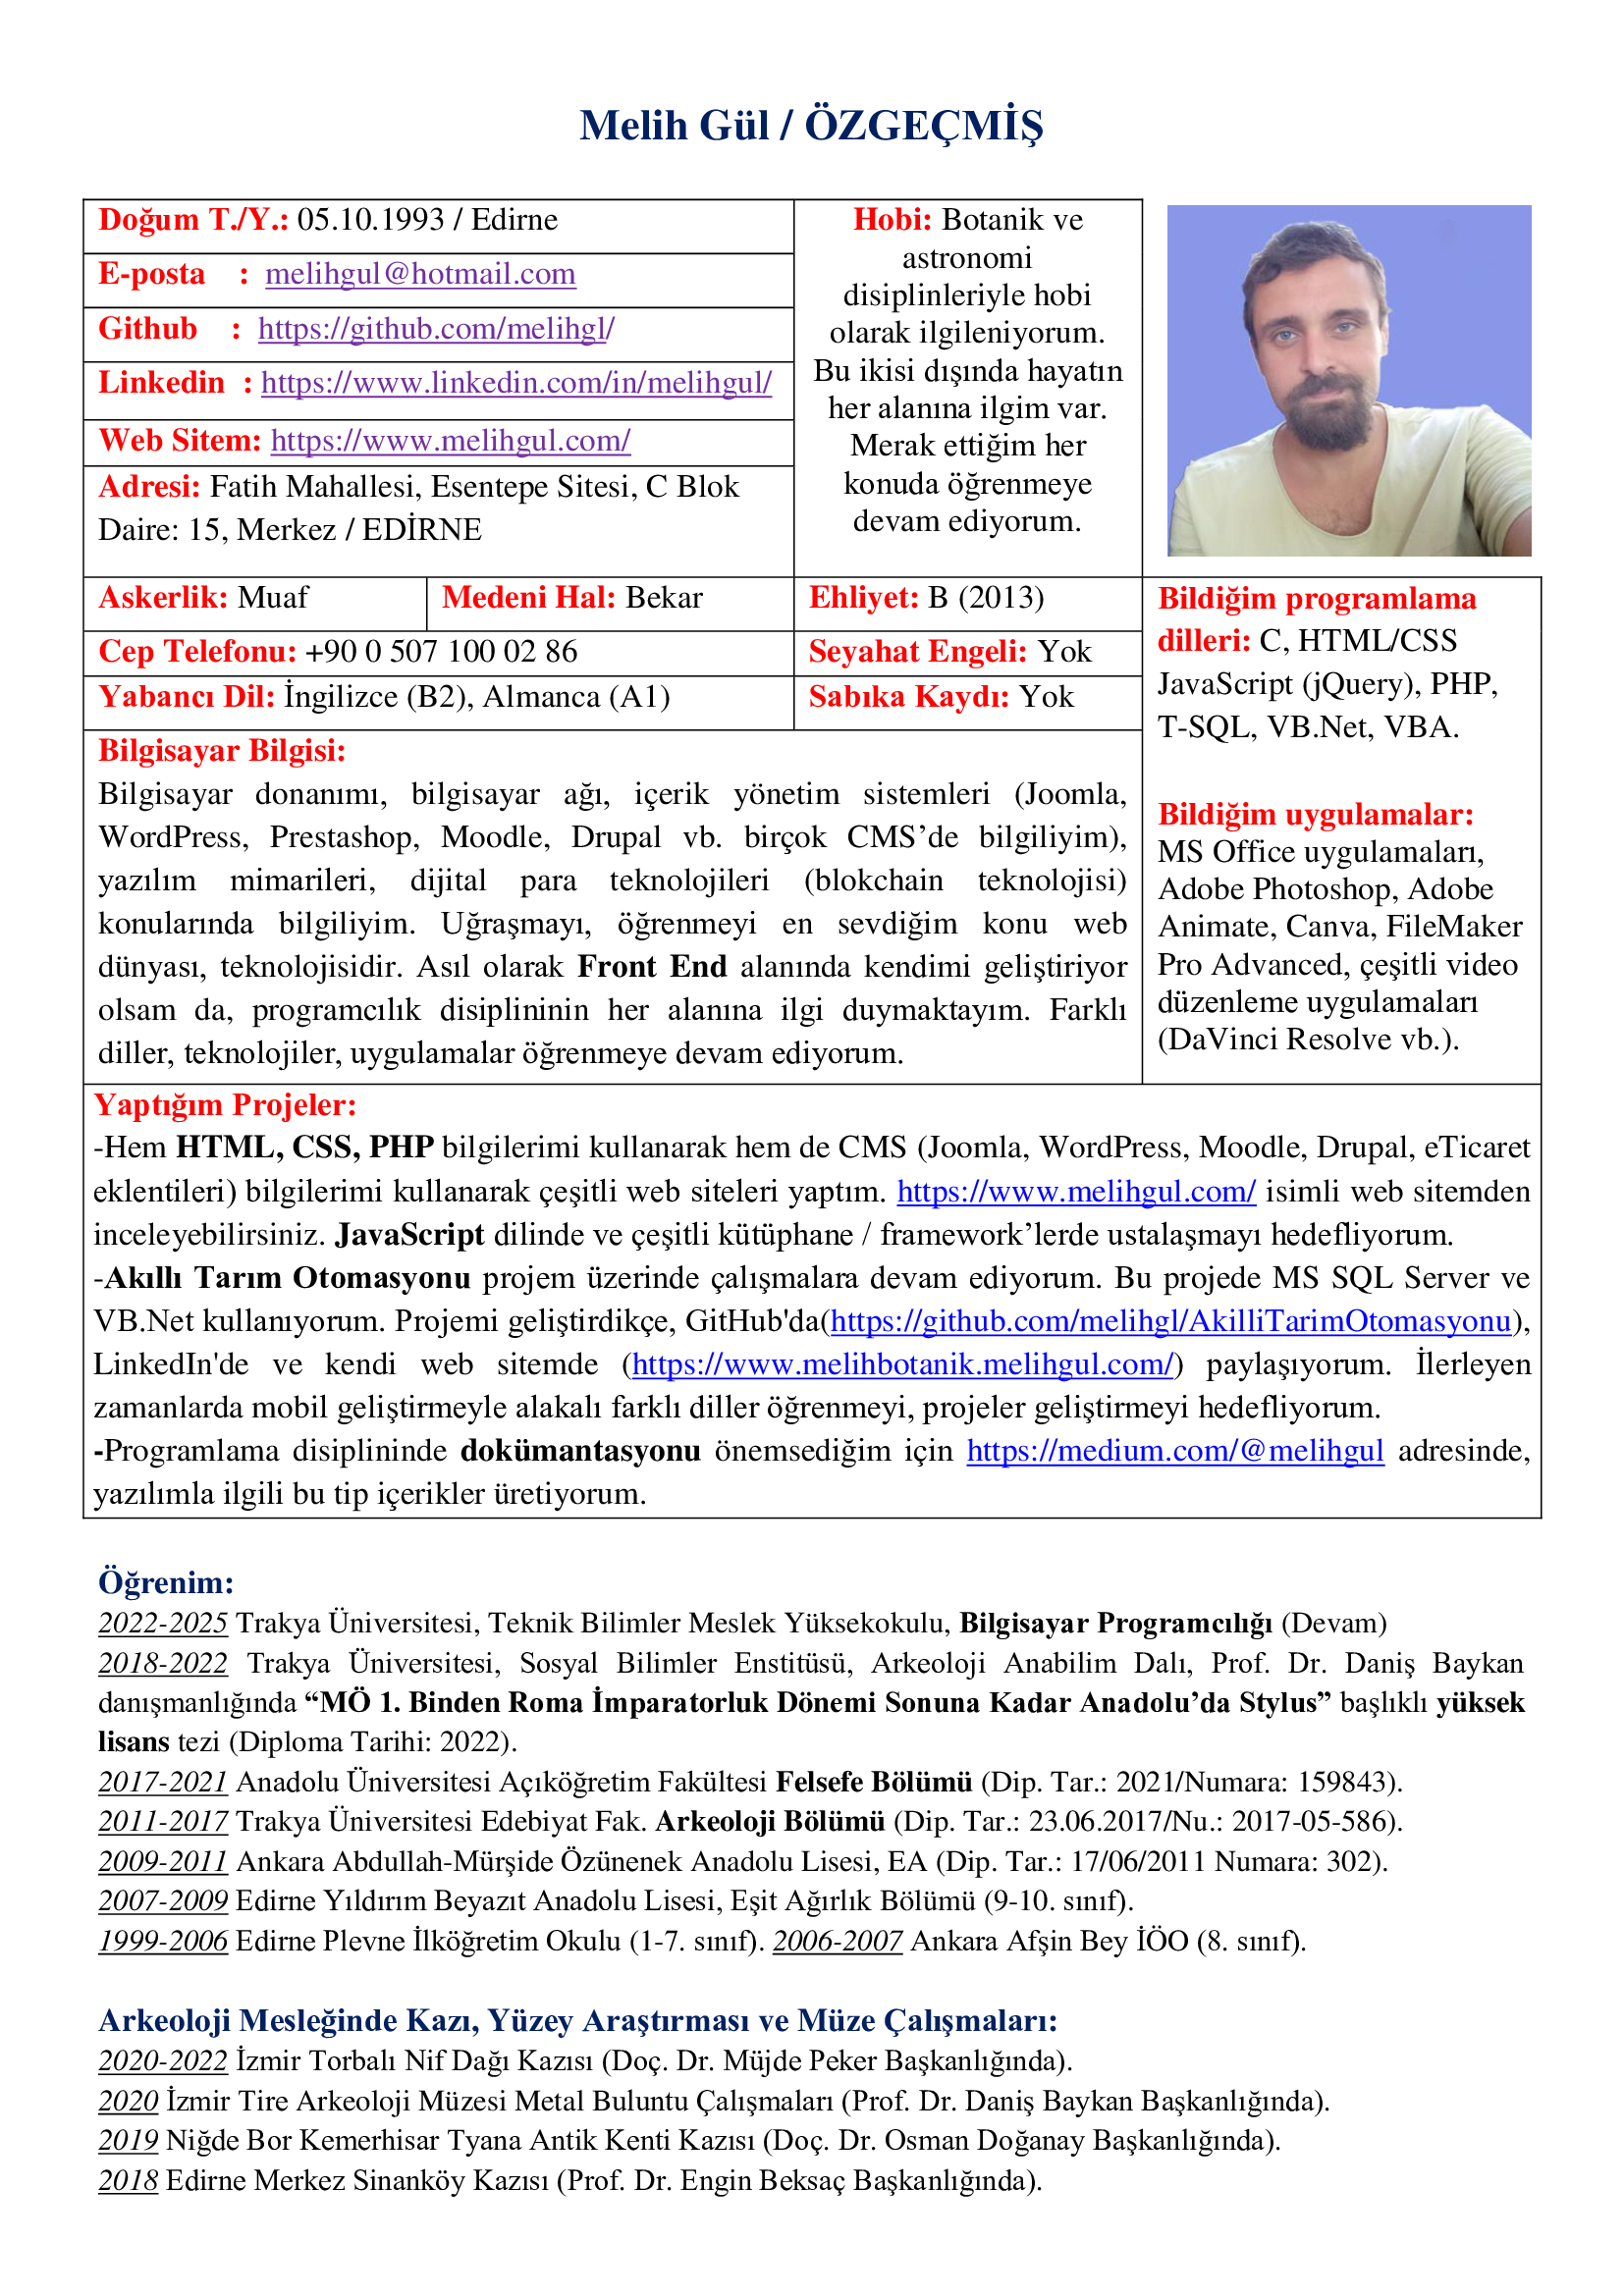 Melih Gül / ÖZGEÇMİŞ
Doğum T./Y.: 05.10.1993 / Edirne
E-posta : melihgul@hotmail.com
Github : https://github.com/melihgl/
Linkedin : https://www.linkedin.com/in/melihgul/
Web Sitem: https://www.melihgul.com/
Adresi: Fatih Mahallesi, Esentepe Sitesi, C Blok
Daire: 15, Merkez / EDİRNE
Hobi: Botanik ve
astronomi
disiplinleriyle hobi
olarak ilgileniyorum.
Bu ikisi dışında hayatın
her alanına ilgim var.
Merak ettiğim her
konuda öğrenmeye
devam ediyorum.
Askerlik: Muaf
Medeni Hal: Bekar
Ehliyet: B (2013)
Cep Telefonu: +90 0 507 100 02 86
Seyahat Engeli: Yok
Yabancı Dil: İngilizce (B2), Almanca (A1)
Sabıka Kaydı: Yok
Bildiğim programlama
dilleri: C, HTML/CSS
JavaScript (jQuery), PHP,
T-SQL, VB.Net, VBA.
Bildiğim uygulamalar:
MS Office uygulamaları,
Adobe Photoshop, Adobe
Animate, Canva, FileMaker
Pro Advanced, çeşitli video
düzenleme uygulamaları
(DaVinci Resolve vb.).
Bilgisayar Bilgisi:
Bilgisayar donanımı, bilgisayar ağı, içerik yönetim sistemleri (Joomla,
WordPress, Prestashop, Moodle, Drupal vb. birçok CMS’de bilgiliyim),
yazılım mimarileri, dijital para teknolojileri (blokchain teknolojisi)
konularında bilgiliyim. Uğraşmayı, öğrenmeyi en sevdiğim konu web
dünyası, teknolojisidir. Asıl olarak Front End alanında kendimi geliştiriyor
olsam da, programcılık disiplininin her alanına ilgi duymaktayım. Farklı
diller, teknolojiler, uygulamalar öğrenmeye devam ediyorum.
Yaptığım Projeler:
-Hem HTML, CSS, PHP bilgilerimi kullanarak hem de CMS (Joomla, WordPress, Moodle, Drupal, eTicaret
eklentileri) bilgilerimi kullanarak çeşitli web siteleri yaptım. https://www.melihgul.com/ isimli web sitemden
inceleyebilirsiniz. JavaScript dilinde ve çeşitli kütüphane / framework’lerde ustalaşmayı hedefliyorum.
-Akıllı Tarım Otomasyonu projem üzerinde çalışmalara devam ediyorum. Bu projede MS SQL Server ve
VB.Net kullanıyorum. Projemi geliştirdikçe, GitHub'da(https://github.com/melihgl/AkilliTarimOtomasyonu),
LinkedIn'de ve kendi web sitemde (https://www.melihbotanik.melihgul.com/) paylaşıyorum. İlerleyen
zamanlarda mobil geliştirmeyle alakalı farklı diller öğrenmeyi, projeler geliştirmeyi hedefliyorum.
-Programlama disiplininde dokümantasyonu önemsediğim için https://medium.com/@melihgul adresinde,
yazılımla ilgili bu tip içerikler üretiyorum.
Öğrenim:
2022-2025 Trakya Üniversitesi, Teknik Bilimler Meslek Yüksekokulu, Bilgisayar Programcılığı (Devam)
2018-2022 Trakya Üniversitesi, Sosyal Bilimler Enstitüsü, Arkeoloji Anabilim Dalı, Prof. Dr. Daniş Baykan
danışmanlığında “MÖ 1. Binden Roma İmparatorluk Dönemi Sonuna Kadar Anadolu’da Stylus” başlıklı yüksek
lisans tezi (Diploma Tarihi: 2022).
2017-2021 Anadolu Üniversitesi Açıköğretim Fakültesi Felsefe Bölümü (Dip. Tar.: 2021/Numara: 159843).
2011-2017 Trakya Üniversitesi Edebiyat Fak. Arkeoloji Bölümü (Dip. Tar.: 23.06.2017/Nu.: 2017-05-586).
2009-2011 Ankara Abdullah-Mürşide Özünenek Anadolu Lisesi, EA (Dip. Tar.: 17/06/2011 Numara: 302).
2007-2009 Edirne Yıldırım Beyazıt Anadolu Lisesi, Eşit Ağırlık Bölümü (9-10. sınıf).
1999-2006 Edirne Plevne İlköğretim Okulu (1-7. sınıf). 2006-2007 Ankara Afşin Bey İÖO (8. sınıf).
Arkeoloji Mesleğinde Kazı, Yüzey Araştırması ve Müze Çalışmaları:
2020-2022 İzmir Torbalı Nif Dağı Kazısı (Doç. Dr. Müjde Peker Başkanlığında).
2020 İzmir Tire Arkeoloji Müzesi Metal Buluntu Çalışmaları (Prof. Dr. Daniş Baykan Başkanlığında).
2019 Niğde Bor Kemerhisar Tyana Antik Kenti Kazısı (Doç. Dr. Osman Doğanay Başkanlığında).
2018 Edirne Merkez Sinanköy Kazısı (Prof. Dr. Engin Beksaç Başkanlığında).